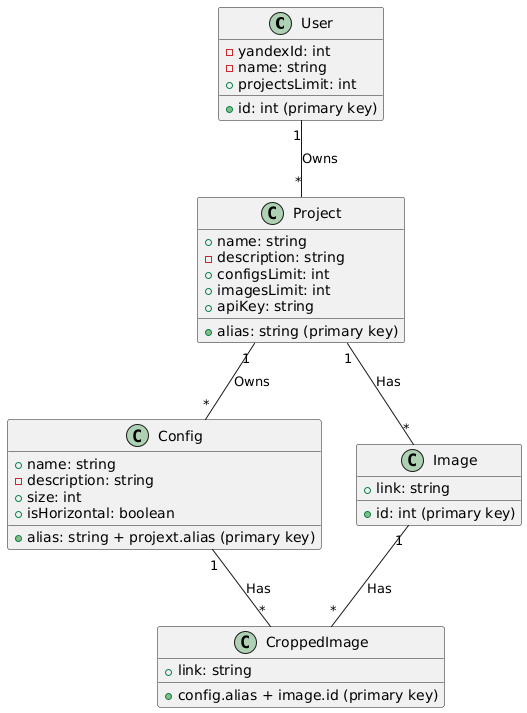 C User
yandexId: int
name: string
projectsLimit: int
id: int (primary key)
1
Owns
*
C Project
name: string
description: string
configsLimit: int
imagesLimit: int
apiKey: string
alias: string (primary key)
1
Owns
*
1
Has
*
C Config
name: string
description: string
size: int
isHorizontal: boolean
alias: string + projext.alias (primary key)
C Image
link: string
id: int (primary key)
1
Has
*
1
Has
*
C CroppedImage
link: string
config.alias + image.id (primary key)